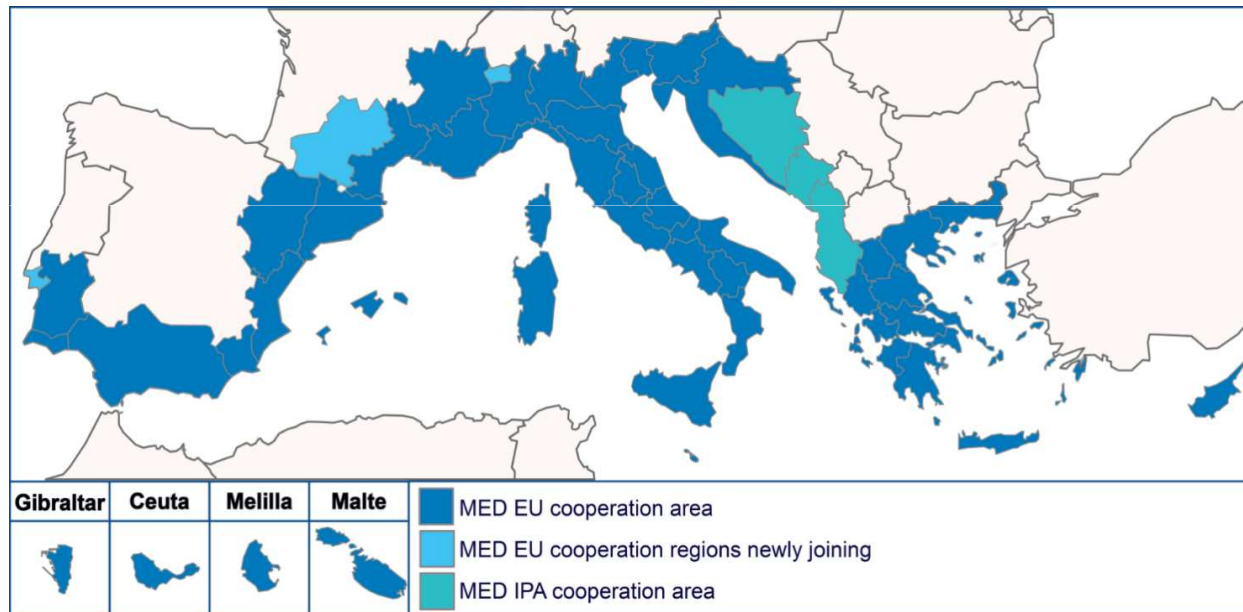 Gibraltar
Ceuta
Melilla
Malte
MED EU cooperation area
MED EU cooperation regions newly joining
MED IPA cooperation area